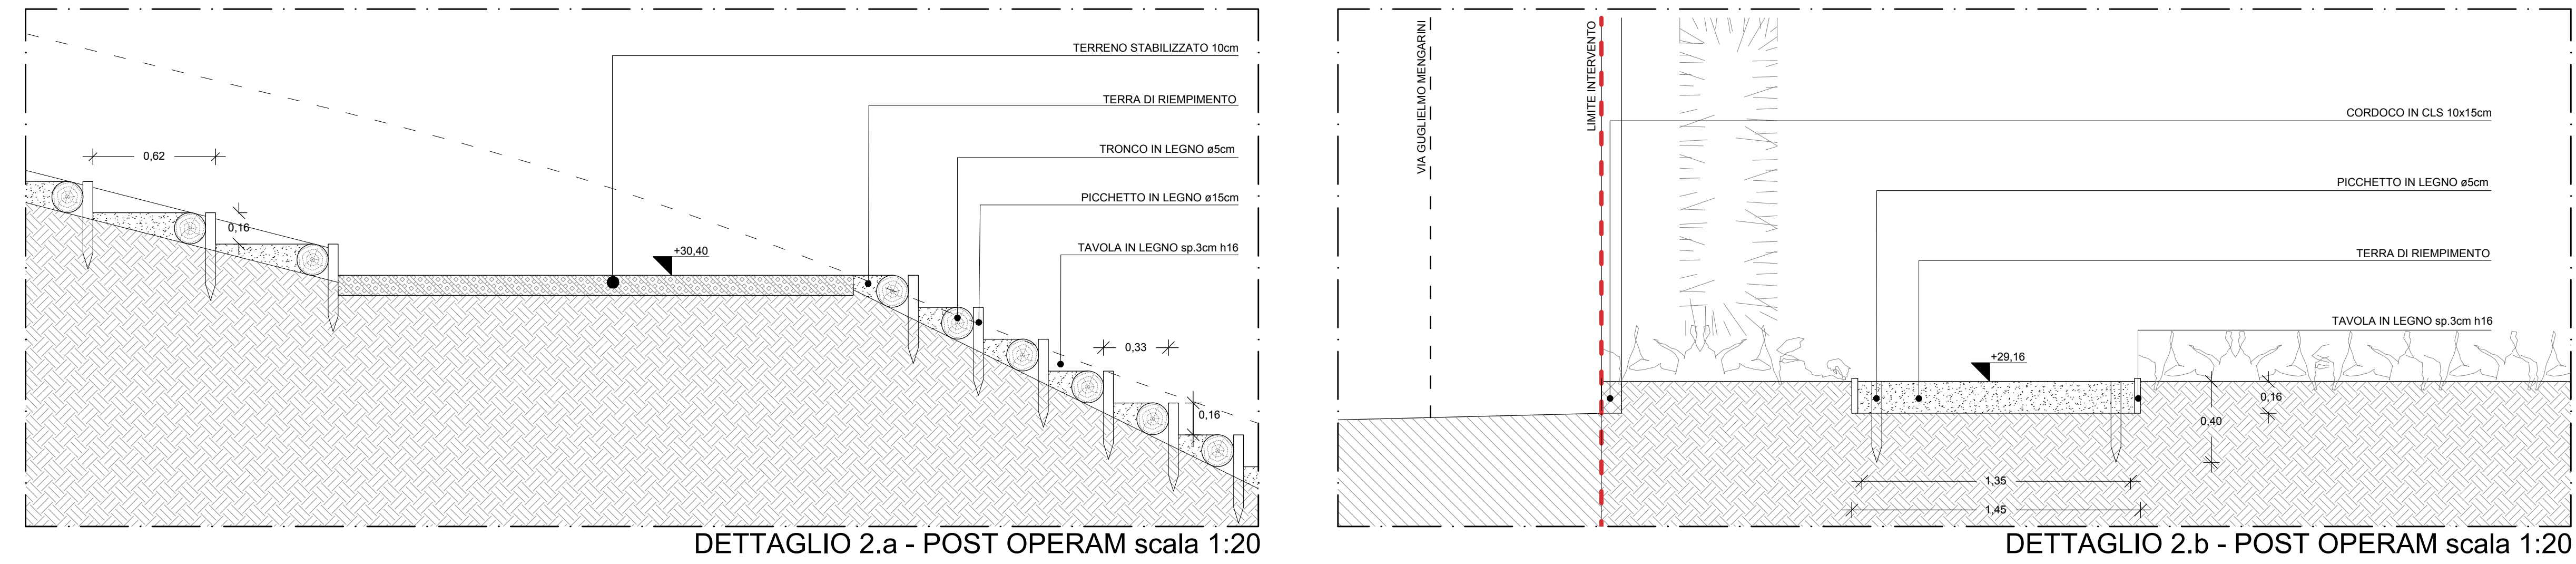 TERRENO STABILIZZATO 10cm
TERRA DI RIEMPIMENTO
TRONCO IN LEGNO ø5cm
PICCHETTO IN LEGNO ø15cm
TAVOLA IN LEGNO sp.3cm h16
0,62
0,16
+30,40
0,33
0,16
DETTAGLIO 2.a - POST OPERAM scala 1:20
VIA GUGLIELMO MENGARINI
LIMITE INTERVENTO
CORDOCO IN CLS 10x15cm
PICCHETTO IN LEGNO ø5cm
TERRA DI RIEMPIMENTO
TAVOLA IN LEGNO sp.3cm h16
+29,16
0,16
0,40
1,35
1,45
DETTAGLIO 2.b - POST OPERAM scala 1:20